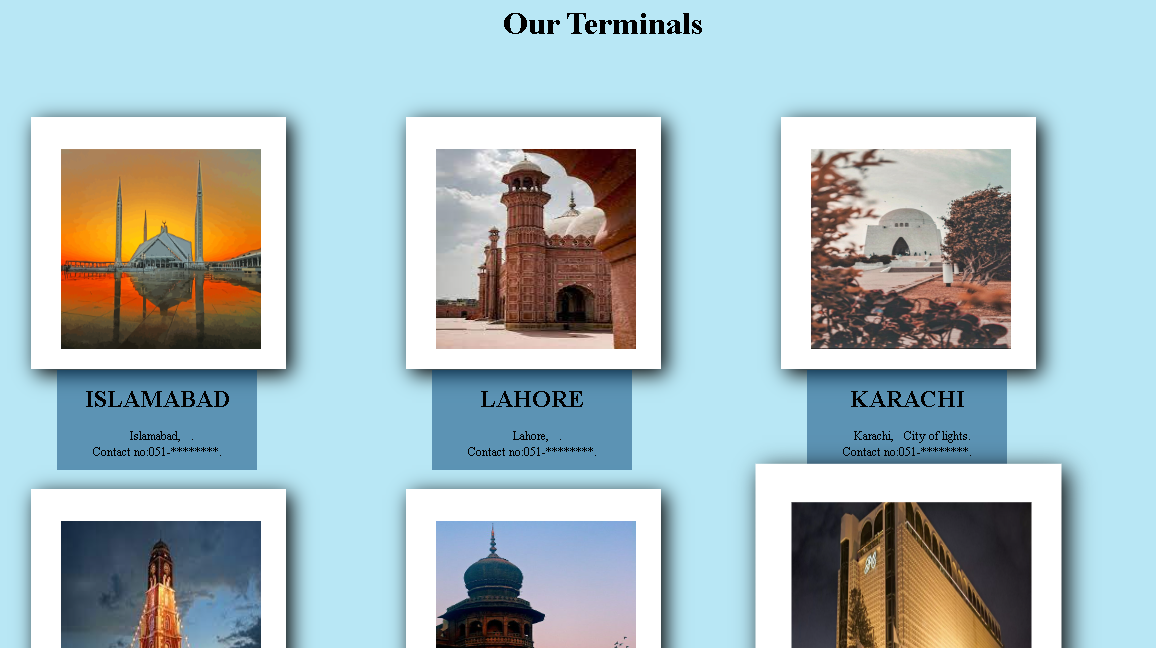 Our Terminals
ISLAMABAD
Islamabad, .
Contact no:051-********.
LAHORE
Lahore, .
Contact no:051-********.
KARACHI
Karachi, City of lights.
Contact no:051-********.